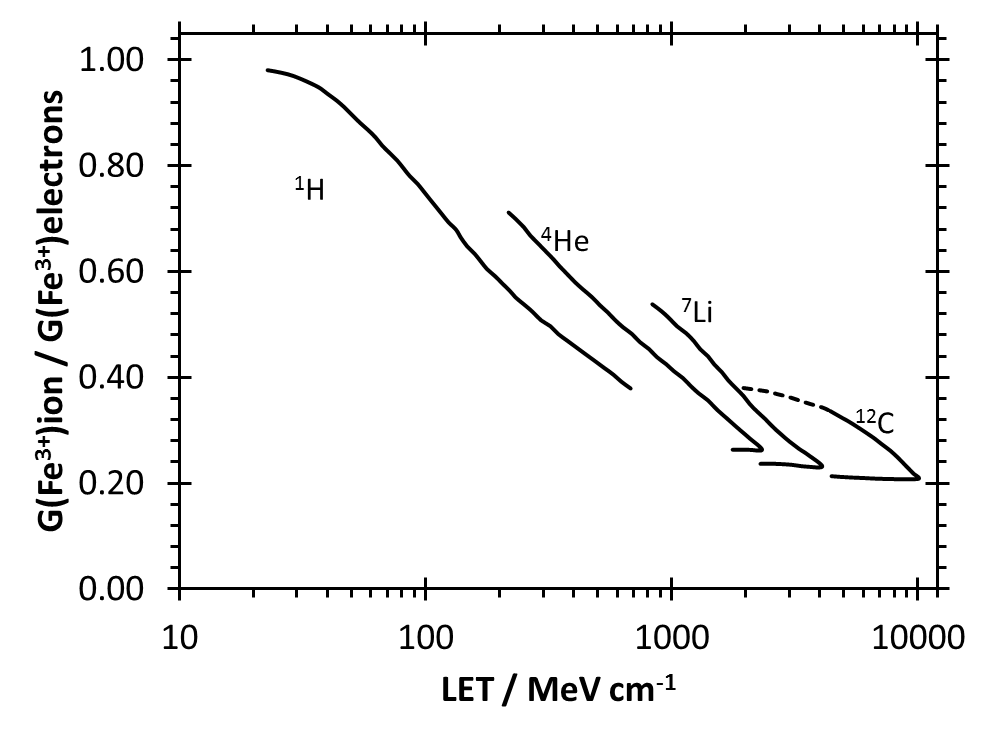 G(Fe³⁺)ion / G(Fe³⁺)electrons
1.00
0.80
0.60
0.40
0.20
0.00
¹H
⁴He
⁷Li
¹²C
10 100 1000 10000
LET / MeV cm⁻¹